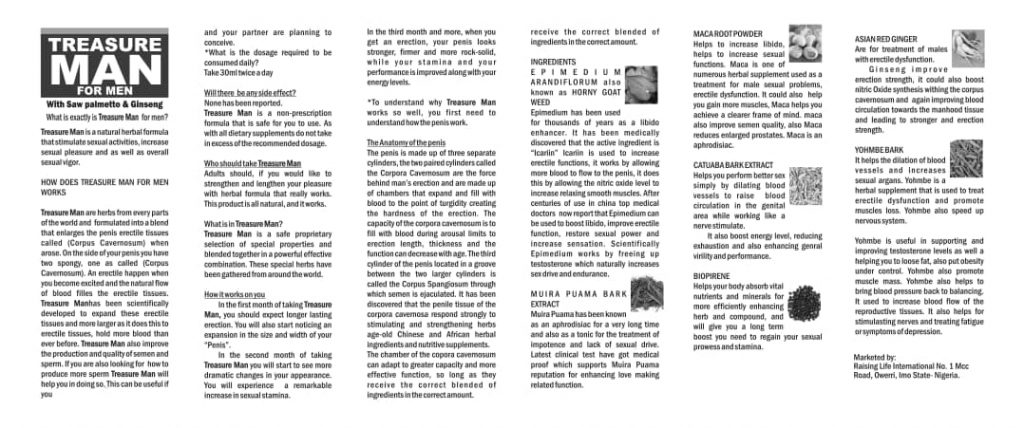 TREASURE
MAN
FOR MEN
With Saw palmetto & Ginseng
What is exactly is Treasure Man for men?
Treasure Man is a natural herbal formula
that stimulate sexual activities, increase
sexual pleasure and as well as overall
sexual vigor.
HOW DOES TREASURE MAN FOR MEN
WORKS
Treasure Man are herbs from every parts
of the world and formulated into a blend
that enlarges the penis erectile tissues
called (Corpus Cavernosum) when
arose. On the side of your penis you have
two spongy, one as called (Corpus
Cavernosum). An erectile happen when
you become excited and the natural flow
of blood filles the erectile tissues.
Treasure Manhas been scientifically
developed to expand these erectile
tissues and more larger as it does this to
erectile tissues, hold more blood than
ever before. Treasure Man also improve
the production and quality of semen and
sperm. If you are also looking for how to
produce more sperm Treasure Man will
help you in doing so. This can be useful if
you
and your partner are planning to
conceive.
*What is the dosage required to be
consumed daily?
Take 30ml twice a day
Will there be any side effect?
None has been reported.
Treasure Man is a non-prescription
formula that is safe for you to use. As
with all dietary supplements do not take
in excess of the recommended dosage.
Who should take Treasure Man
Adults should, if you would like to
strengthen and lengthen your pleasure
with herbal formula that really works.
This product is all natural, and it works.
What is in Treasure Man?
Treasure Man is a safe proprietary
selection of special properties and
blended together in a powerful effective
combination. These special herbs have
been gathered from around the world.
How it works on you
In the first month of taking Treasure
Man, you should expect longer lasting
erection. You will also start noticing an
expansion in the size and width of your
"Penis".
In the second month of taking
Treasure Man you will start to see more
dramatic changes in your appearance.
You will experience a remarkable
increase in sexual stamina.
In the third month and more, when you
get an erection, your penis looks
stronger, firmer and more rock-solid,
while your stamina and your
performance is improved along with your
energy levels.
*To understand why Treasure Man
works so well, you first need to
understand how the penis work.
The Anatomy of the penis
The penis is made up of three separate
cylinders, the two paired cylinders called
the Corpora Cavernosum are the force
behind man's erection and are made up
of chambers that expand and fill with
blood to the point of turgidity creating
the hardness of the erection. The
capacity of the corpora cavernosum is to
fill with blood during arousal limits to
erection length, thickness and the
function can decrease with age. The third
cylinder of the penis located in a groove
between the two larger cylinders is
called the Corpus Spangiosum through
which semen is ejaculated. It has been
discovered that the penile tissue of the
corpora cavernosa respond strongly to
stimulating and strengthening herbs
age-old Chinese and African herbal
ingredients and nutritive supplements.
The chamber of the copora cavernosum
can adapt to greater capacity and more
effective function, so long as they
receive the correct blended of
ingredients in the correct amount.
receive the correct blended of
ingredients in the correct amount.
INGREDIENTS
EPIMEDIUM
ARANDIFLORUM also
known as HORNY GOAT
WEED
Epimedium has been used
for thousands of years as a libido
enhancer. It has been medically
discovered that the active ingredient is
"Icariin" Icariin is used to increase
erectile functions, it works by allowing
more blood to flow to the penis, it does
this by allowing the nitric oxide level to
increase relaxing smooth muscles. After
centuries of use in china top medical
doctors now report that Epimedium can
be used to boost libido, improve erectile
function, restore sexual power and
increase sensation. Scientifically
Epimedium works by freeing up
testosterone which naturally increases
sex drive and endurance.
MUIRA PUAMA BARK
EXTRACT
Muira Puama has been known
as an aphrodisiac for a very long time
and also as a tonic for the treatment of
impotence and lack of sexual drive.
Latest clinical test have got medical
proof which supports Muira Puama
reputation for enhancing love making
related function.
MACA ROOT POWDER
Helps to increase libido,
helps to increase sexual
functions. Maca is one of
numerous herbal supplement used as a
treatment for male sexual problems,
erectile dysfunction. It could also help
you gain more muscles, Maca helps you
achieve a clearer frame of mind. maca
also improve semen quality, also Maca
reduces enlarged prostates. Maca is an
aphrodisiac.
CATUABA BARK EXTRACT
Helps you perform better sex
simply by dilating blood
vessels to raise blood
circulation in the genital
area while working like a
nerve stimulate.
It also boost energy level, reducing
exhaustion and also enhancing genral
virility and performance.
BIOPIRENE
Helps your body absorb vital
nutrients and minerals for
more efficiently enhancing
herb and compound, and
will give you a long term
boost you need to regain your sexual
prowess and stamina.
ASIAN RED GINGER
Are for treatment of males
with erectile dysfunction.
Ginseng improve
erection strength, it could also boost
nitric Oxide synthesis withing the corpus
cavernosum and again improving blood
circulation towards the manhood tissue
and leading to stronger and erection
strength.
YOHMBE BARK
It helps the dilation of blood
vessels and increases
sexual argans. Yohmbe is a
herbal supplement that is used to treat
erectile dysfunction and promote
muscles loss. Yohmbe also speed up
nervous system.
Yohmbe is useful in supporting and
improving testosterone levels as well a
helping you to loose fat, also put obesity
under control. Yohmbe also promote
muscle mass. Yohmbe also helps to
bring blood pressure back to balancing.
It used to increase blood flow of the
reproductive tissues. It also helps for
stimulasting nerves and treating fatigue
or symptoms of depression.
Marketed by:
Raising Life International No. 1 Mcc
Road, Owerri, Imo State- Nigeria.